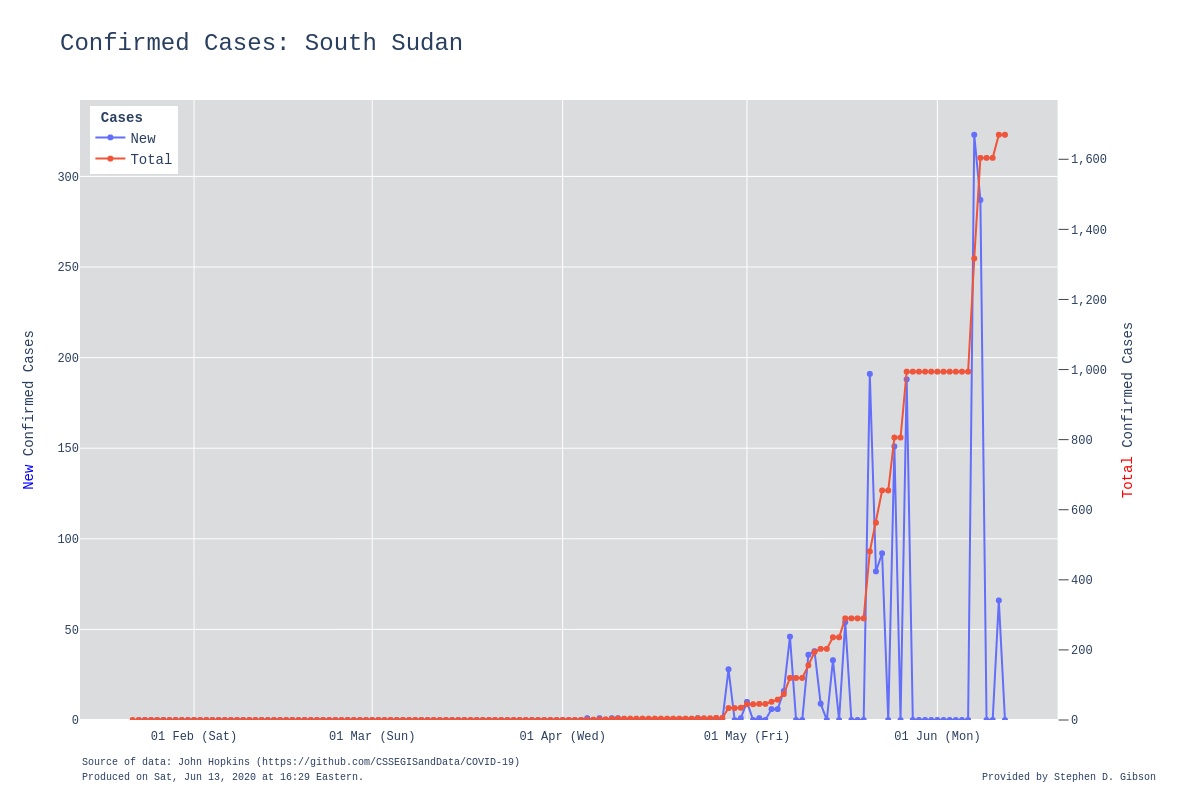 Confirmed Cases: South Sudan
Cases
New
Total
300
250
200
150
100
50
0
1,600
1,400
1,200
1,000
800
600
400
200
0
New Confirmed Cases
Total Confirmed Cases
01 Feb (Sat)
01 Mar (Sun)
01 Apr (Wed)
01 May (Fri)
01 Jun (Mon)
Source of data: John Hopkins (https://github.com/CSSEGISandData/COVID-19)
Produced on Sat, Jun 13, 2020 at 16:29 Eastern.
Provided by Stephen D. Gibson